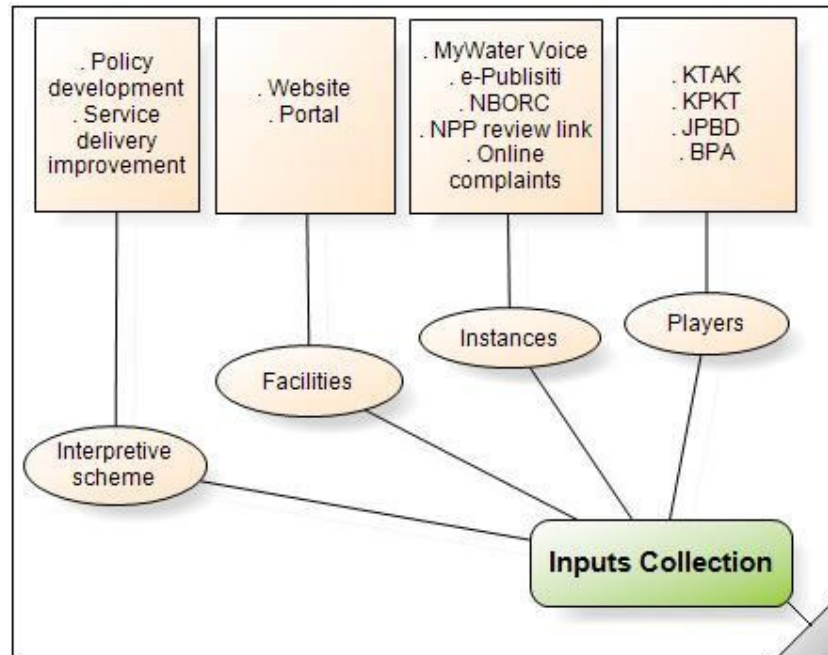 . Policy
development
. Service
delivery
improvement
. Website
. Portal
. MyWater Voice
. e-Publisiti
. NBORC
. NPP review link
. Online
complaints
. KTAK
. KPKT
. JPBD
. BPA
Interpretive
scheme
Facilities
Instances
Players
Inputs Collection